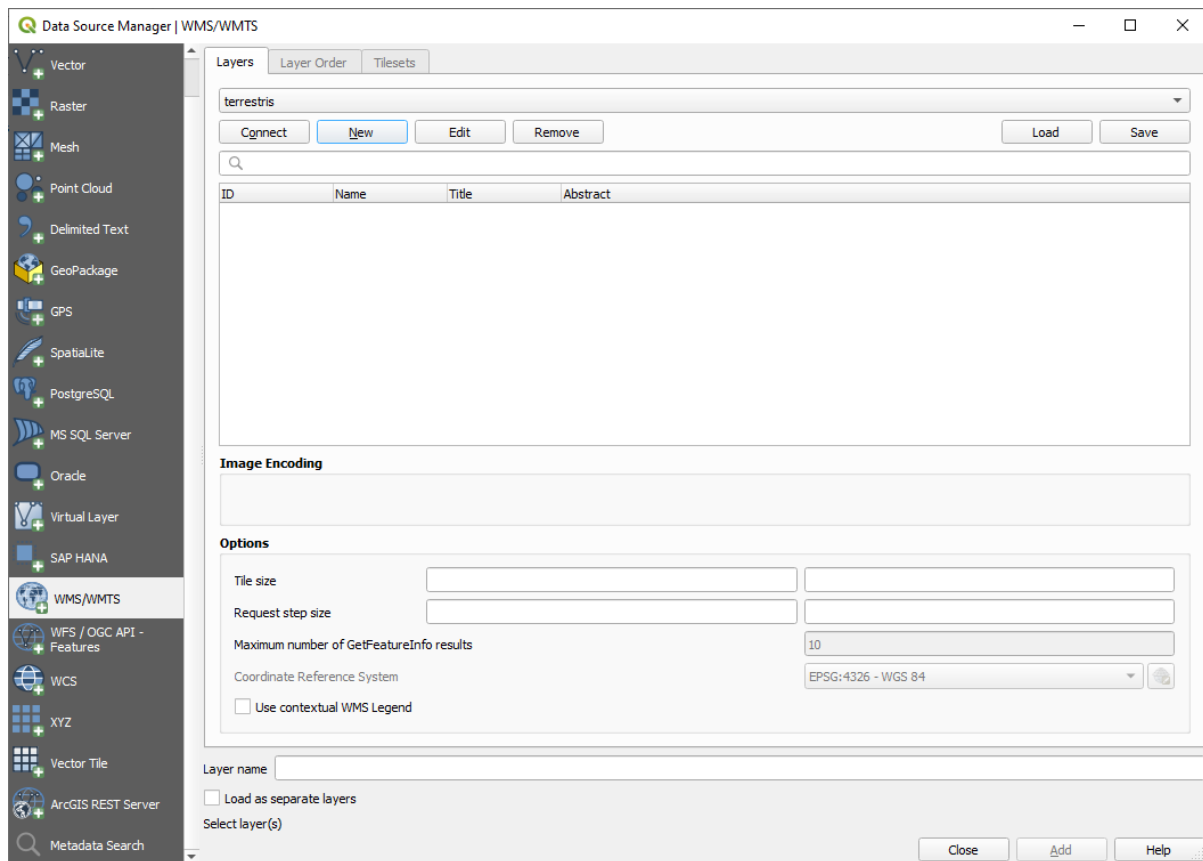 Data Source Manager | WMS/WMTS
Vector
Raster
Mesh
Point Cloud
Delimited Text
GeoPackage
GPS
SpatiaLite
PostgreSQL
MS SQL Server
Oracle
Virtual Layer
SAP HANA
WMS/WMTS
WFS / OGC API -
Features
WCS
XYZ
Vector Tile
ArcGIS REST Server
Metadata Search
Layers Layer Order Tilesets
terrestris
Connect New Edit Remove Load Save
ID Name Title Abstract
Image Encoding
Options
Tile size
Request step size
Maximum number of GetFeatureInfo results 10
Coordinate Reference System EPSG:4326 - WGS 84
Use contextual WMS Legend
Layer name
Load as separate layers
Select layer(s)
Close Add Help